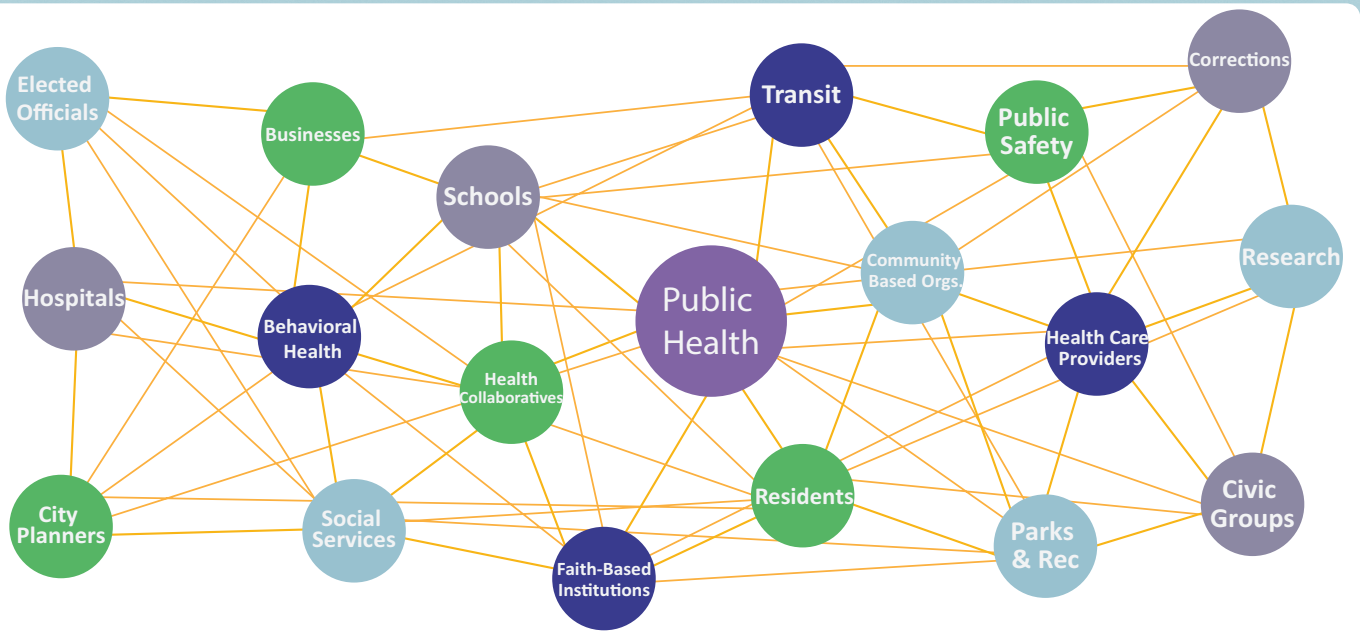 Elected
Officials
Businesses
Schools
Transit
Public
Safety
Corrections
Hospitals
Behavioral
Health
Health
Collaboratives
Public
Health
Community
Based Orgs.
Health Care
Providers
Research
City
Planners
Social
Services
Faith-Based
Institutions
Residents
Parks
& Rec
Civic
Groups